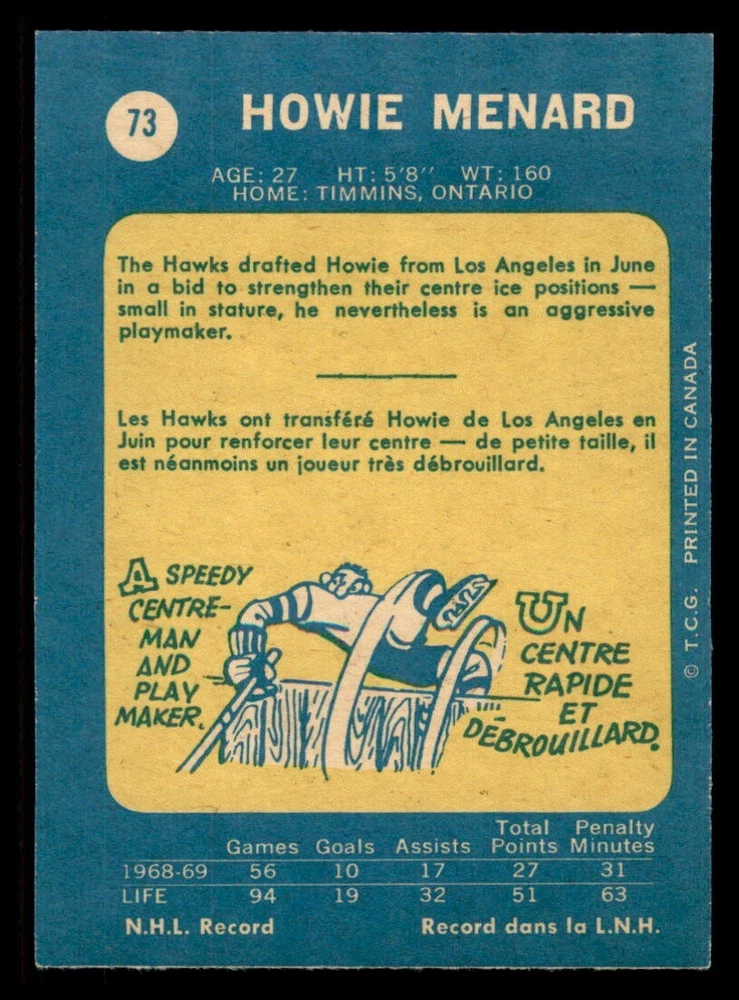 73
HOWIE MENARD
AGE: 27 HT: 5'8'' WT: 160
HOME: TIMMINS, ONTARIO
The Hawks drafted Howie from Los Angeles in June
in a bid to strengthen their centre ice positions —
small in stature, he nevertheless is an aggressive
playmaker.
Les Hawks ont transféré Howie de Los Angeles en
Juin pour renforcer leur centre — de petite taille, il
est néanmoins un joueur très débrouillard.
A SPEEDY
CENTRE-
MAN
AND
PLAY
MAKER.
UN
CENTRE
RAPIDE
ET
DÉBROUILLARD.
© T.C.G. PRINTED IN CANADA
Total Penalty
Games Goals Assists Points Minutes
1968-69 56 10 17 27 31
LIFE 94 19 32 51 63
N.H.L. Record Record dans la L.N.H.